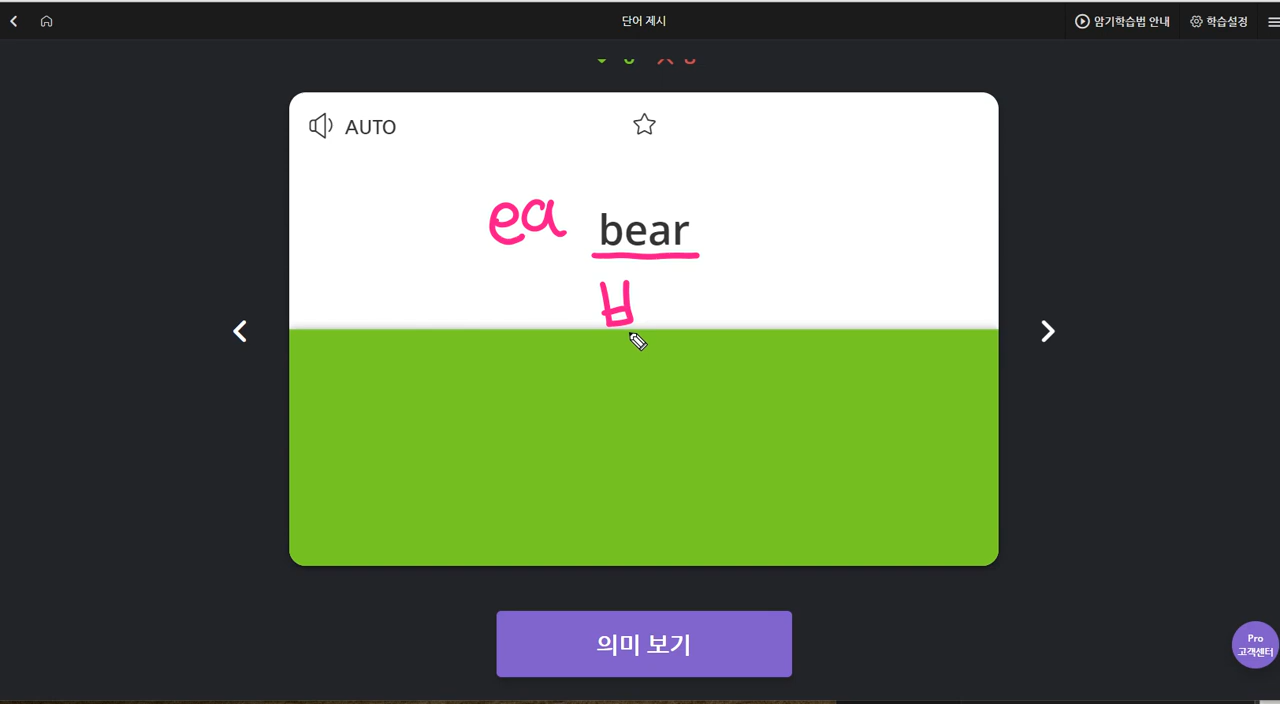 단어 제시
암기학습법 안내
학습설정
AUTO
ea bear
ㅂ
의미 보기
Pro
고객센터